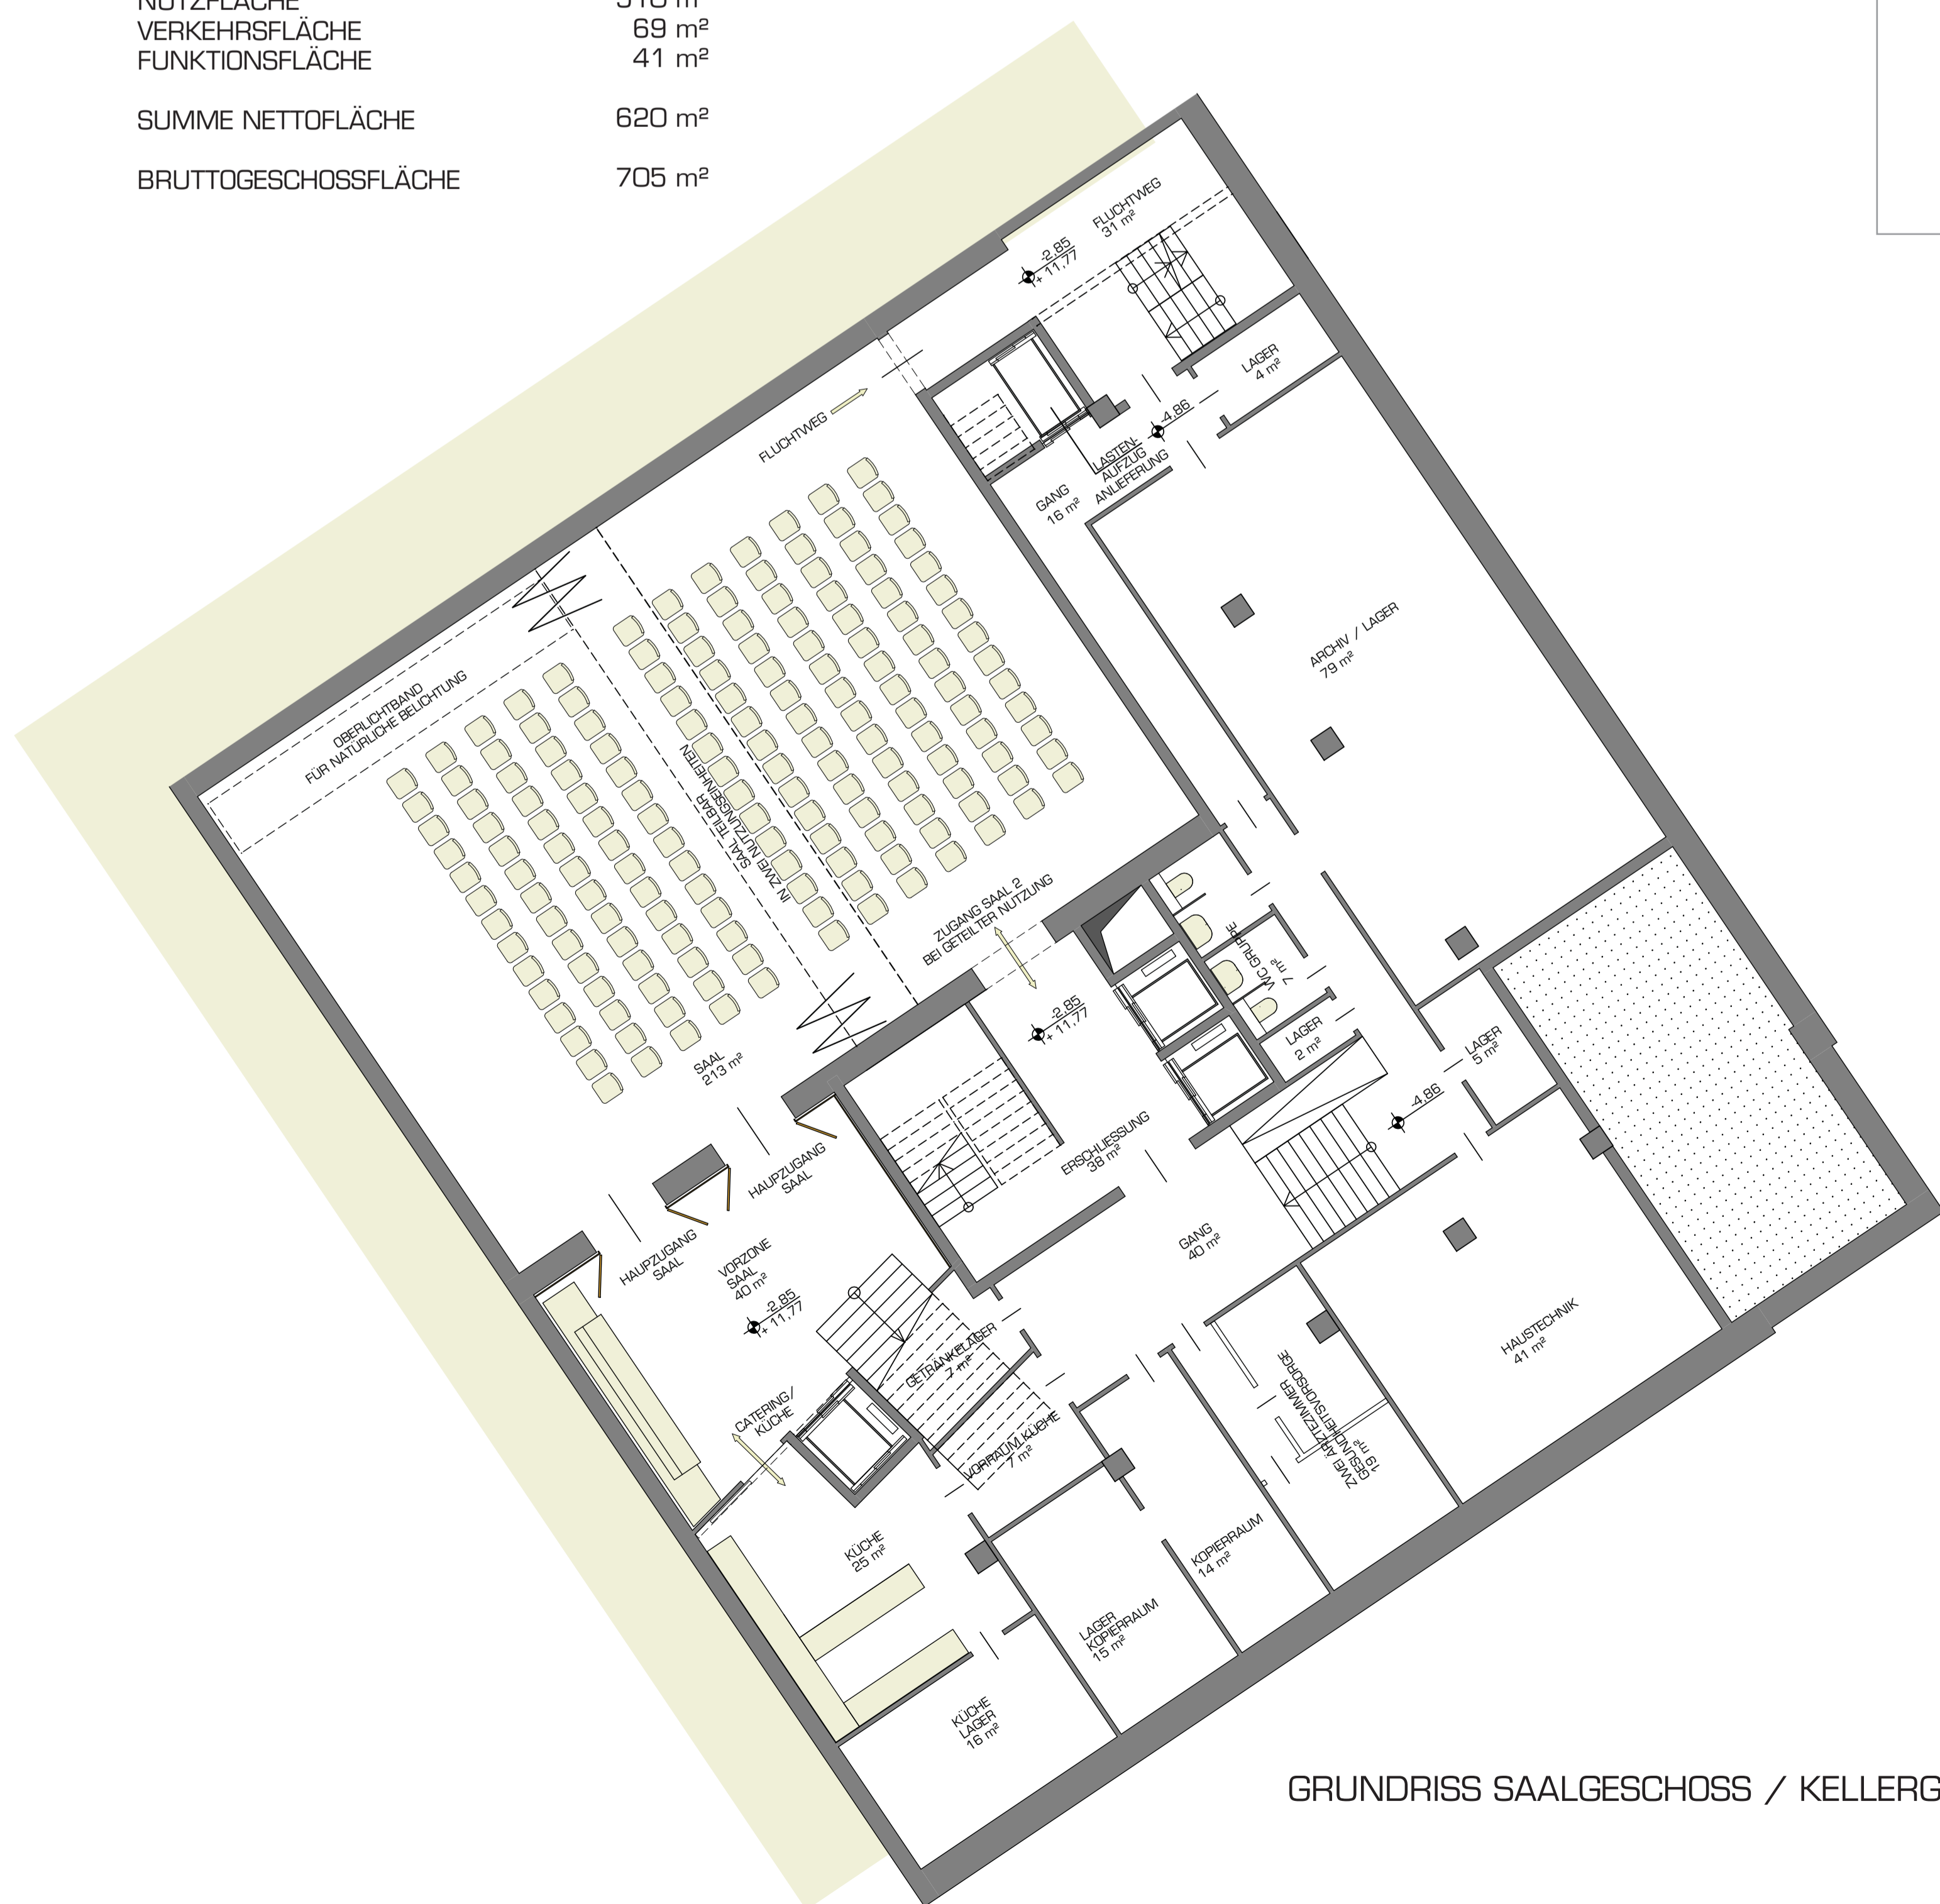 VERKEHRSFLÄCHE 69 m²
FUNKTIONSFLÄCHE 41 m²
SUMME NETTOFLÄCHE 620 m²
BRUTTOGESCHOSSFLÄCHE 705 m²
FLUCHTWEG
31 m²
-2,85
+ 11,77
LAGER
4 m²
-4,86
FLUCHTWEG
LASTEN-
AUFZUG
ANLIEFERUNG
GANG
16 m²
ARCHIV / LAGER
79 m²
OBERLICHTBAND
FÜR NATÜRLICHE BELICHTUNG
SAAL TEILBAR
IN ZWEI NUTZUNGSEINHEITEN
ZUGANG SAAL 2
BEI GETEILTER NUTZUNG
WC GRUPPE
7 m²
-2,85
+ 11,77
LAGER
2 m²
LAGER
5 m²
SAAL
213 m²
-4,86
ERSCHLIESSUNG
38 m²
HAUPZUGANG
SAAL
HAUPZUGANG
SAAL
VORZONE
SAAL
40 m²
-2,85
+ 11,77
GANG
40 m²
GETRÄNKELAGER
7 m²
HAUSTECHNIK
41 m²
CATERING/
KÜCHE
VORRAUM KÜCHE
7 m²
ZWEI ÄRZTEZIMMER
GESUNDHEITSVORSORGE
19 m²
KÜCHE
25 m²
KOPIERRAUM
14 m²
LAGER
KOPIERRAUM
15 m²
KÜCHE
LAGER
16 m²
GRUNDRISS SAALGESCHOSS / KELLERG